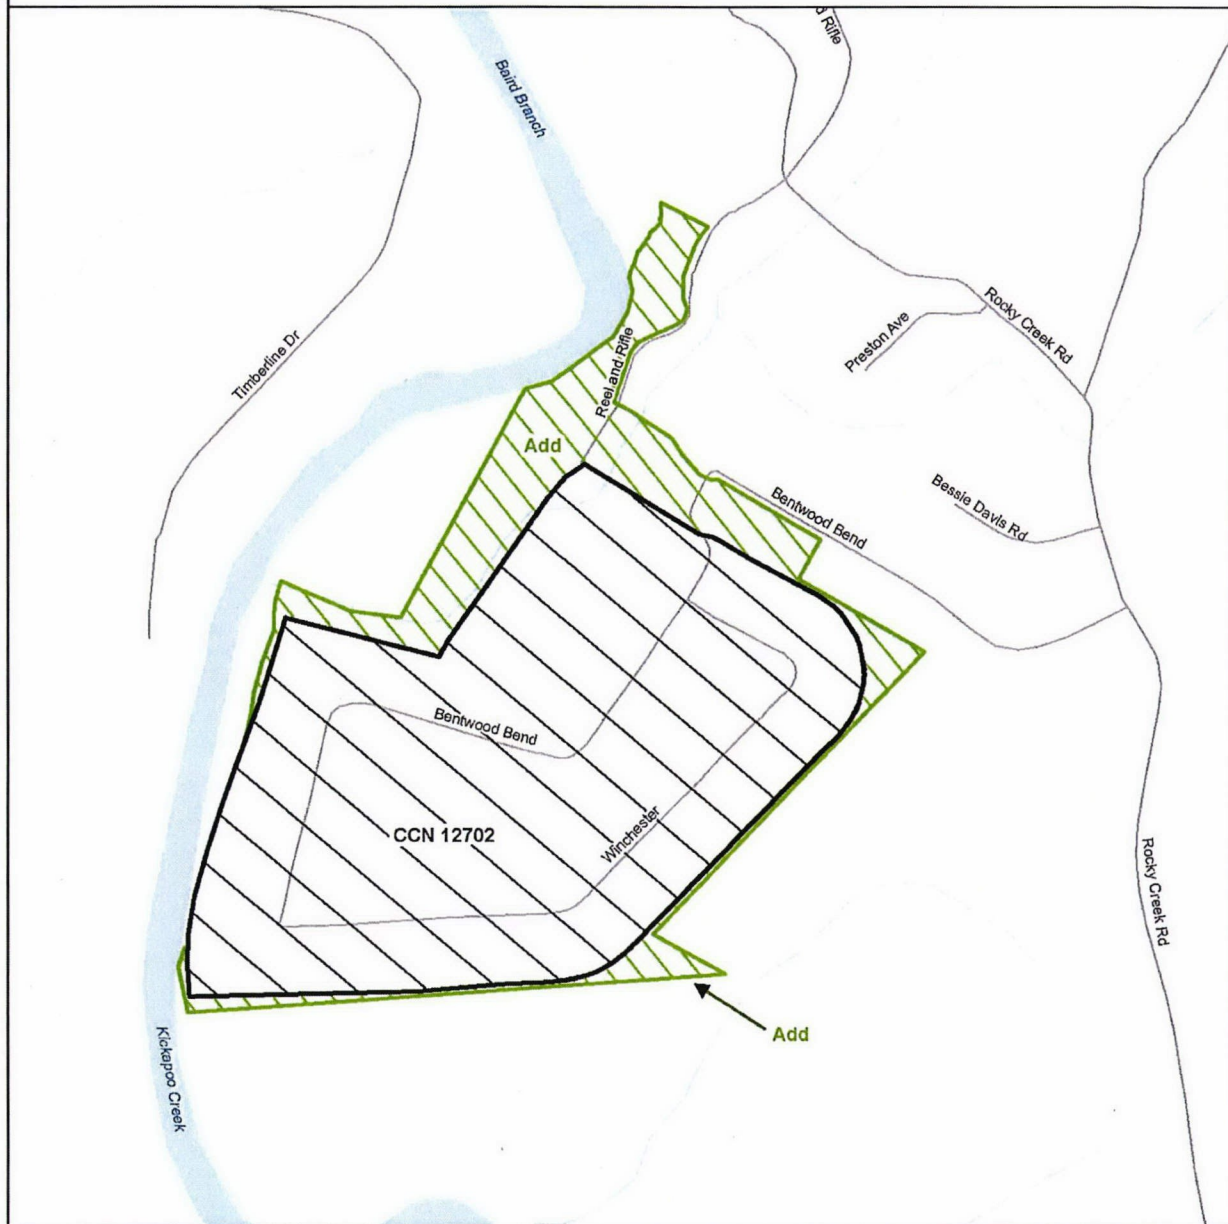 d Rifle
Baird Branch
Rocky Creek Rd
Preston Ave
Timberline Dr
Reel and Rifle
Add
Bessie Davis Rd
Bentwood Bend
Bentwood Bend
CCN 12702
Winchester
Rocky Creek Rd
Add
Kickapoo Creek